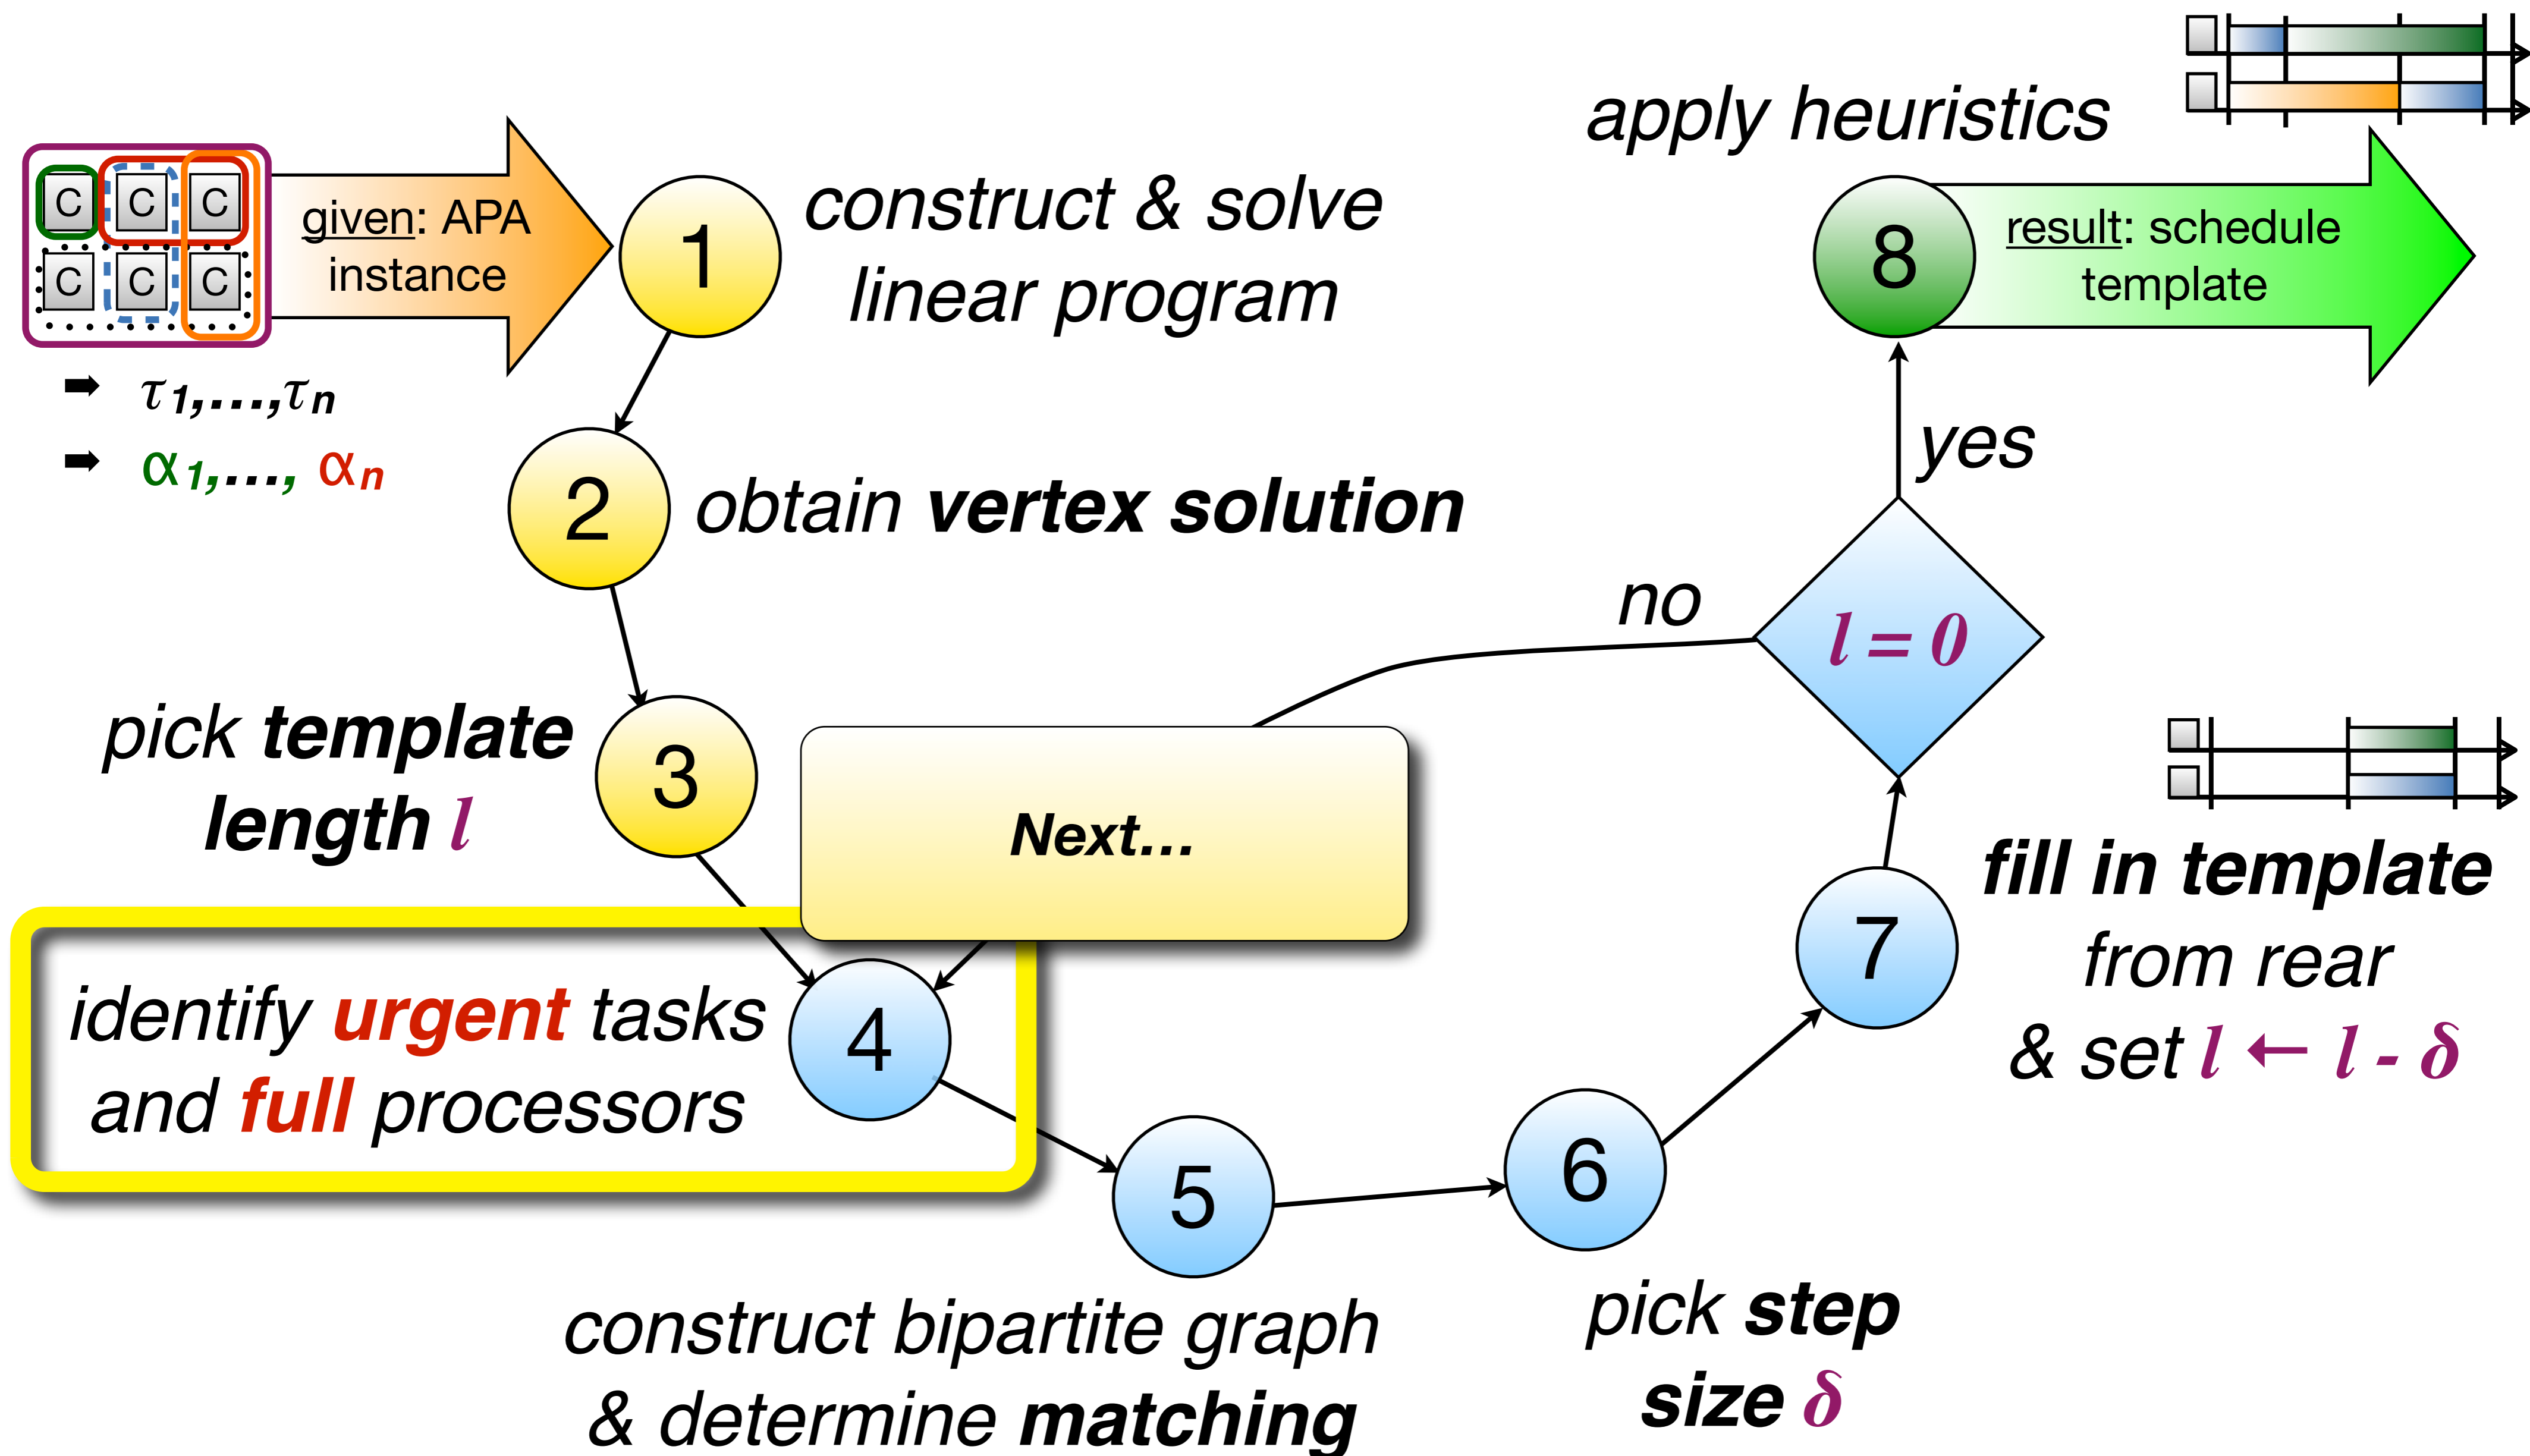 C C C
C C C
given: APA
instance
➡ τ1,...,τn
➡ α1,..., αn
1
construct & solve
linear program
2
obtain vertex solution
3
pick template
length l
Next...
4
identify urgent tasks
and full processors
5
construct bipartite graph
& determine matching
6
pick step
size δ
7
fill in template
from rear
& set l ← l - δ
l = 0
no
yes
8
apply heuristics
result: schedule
template